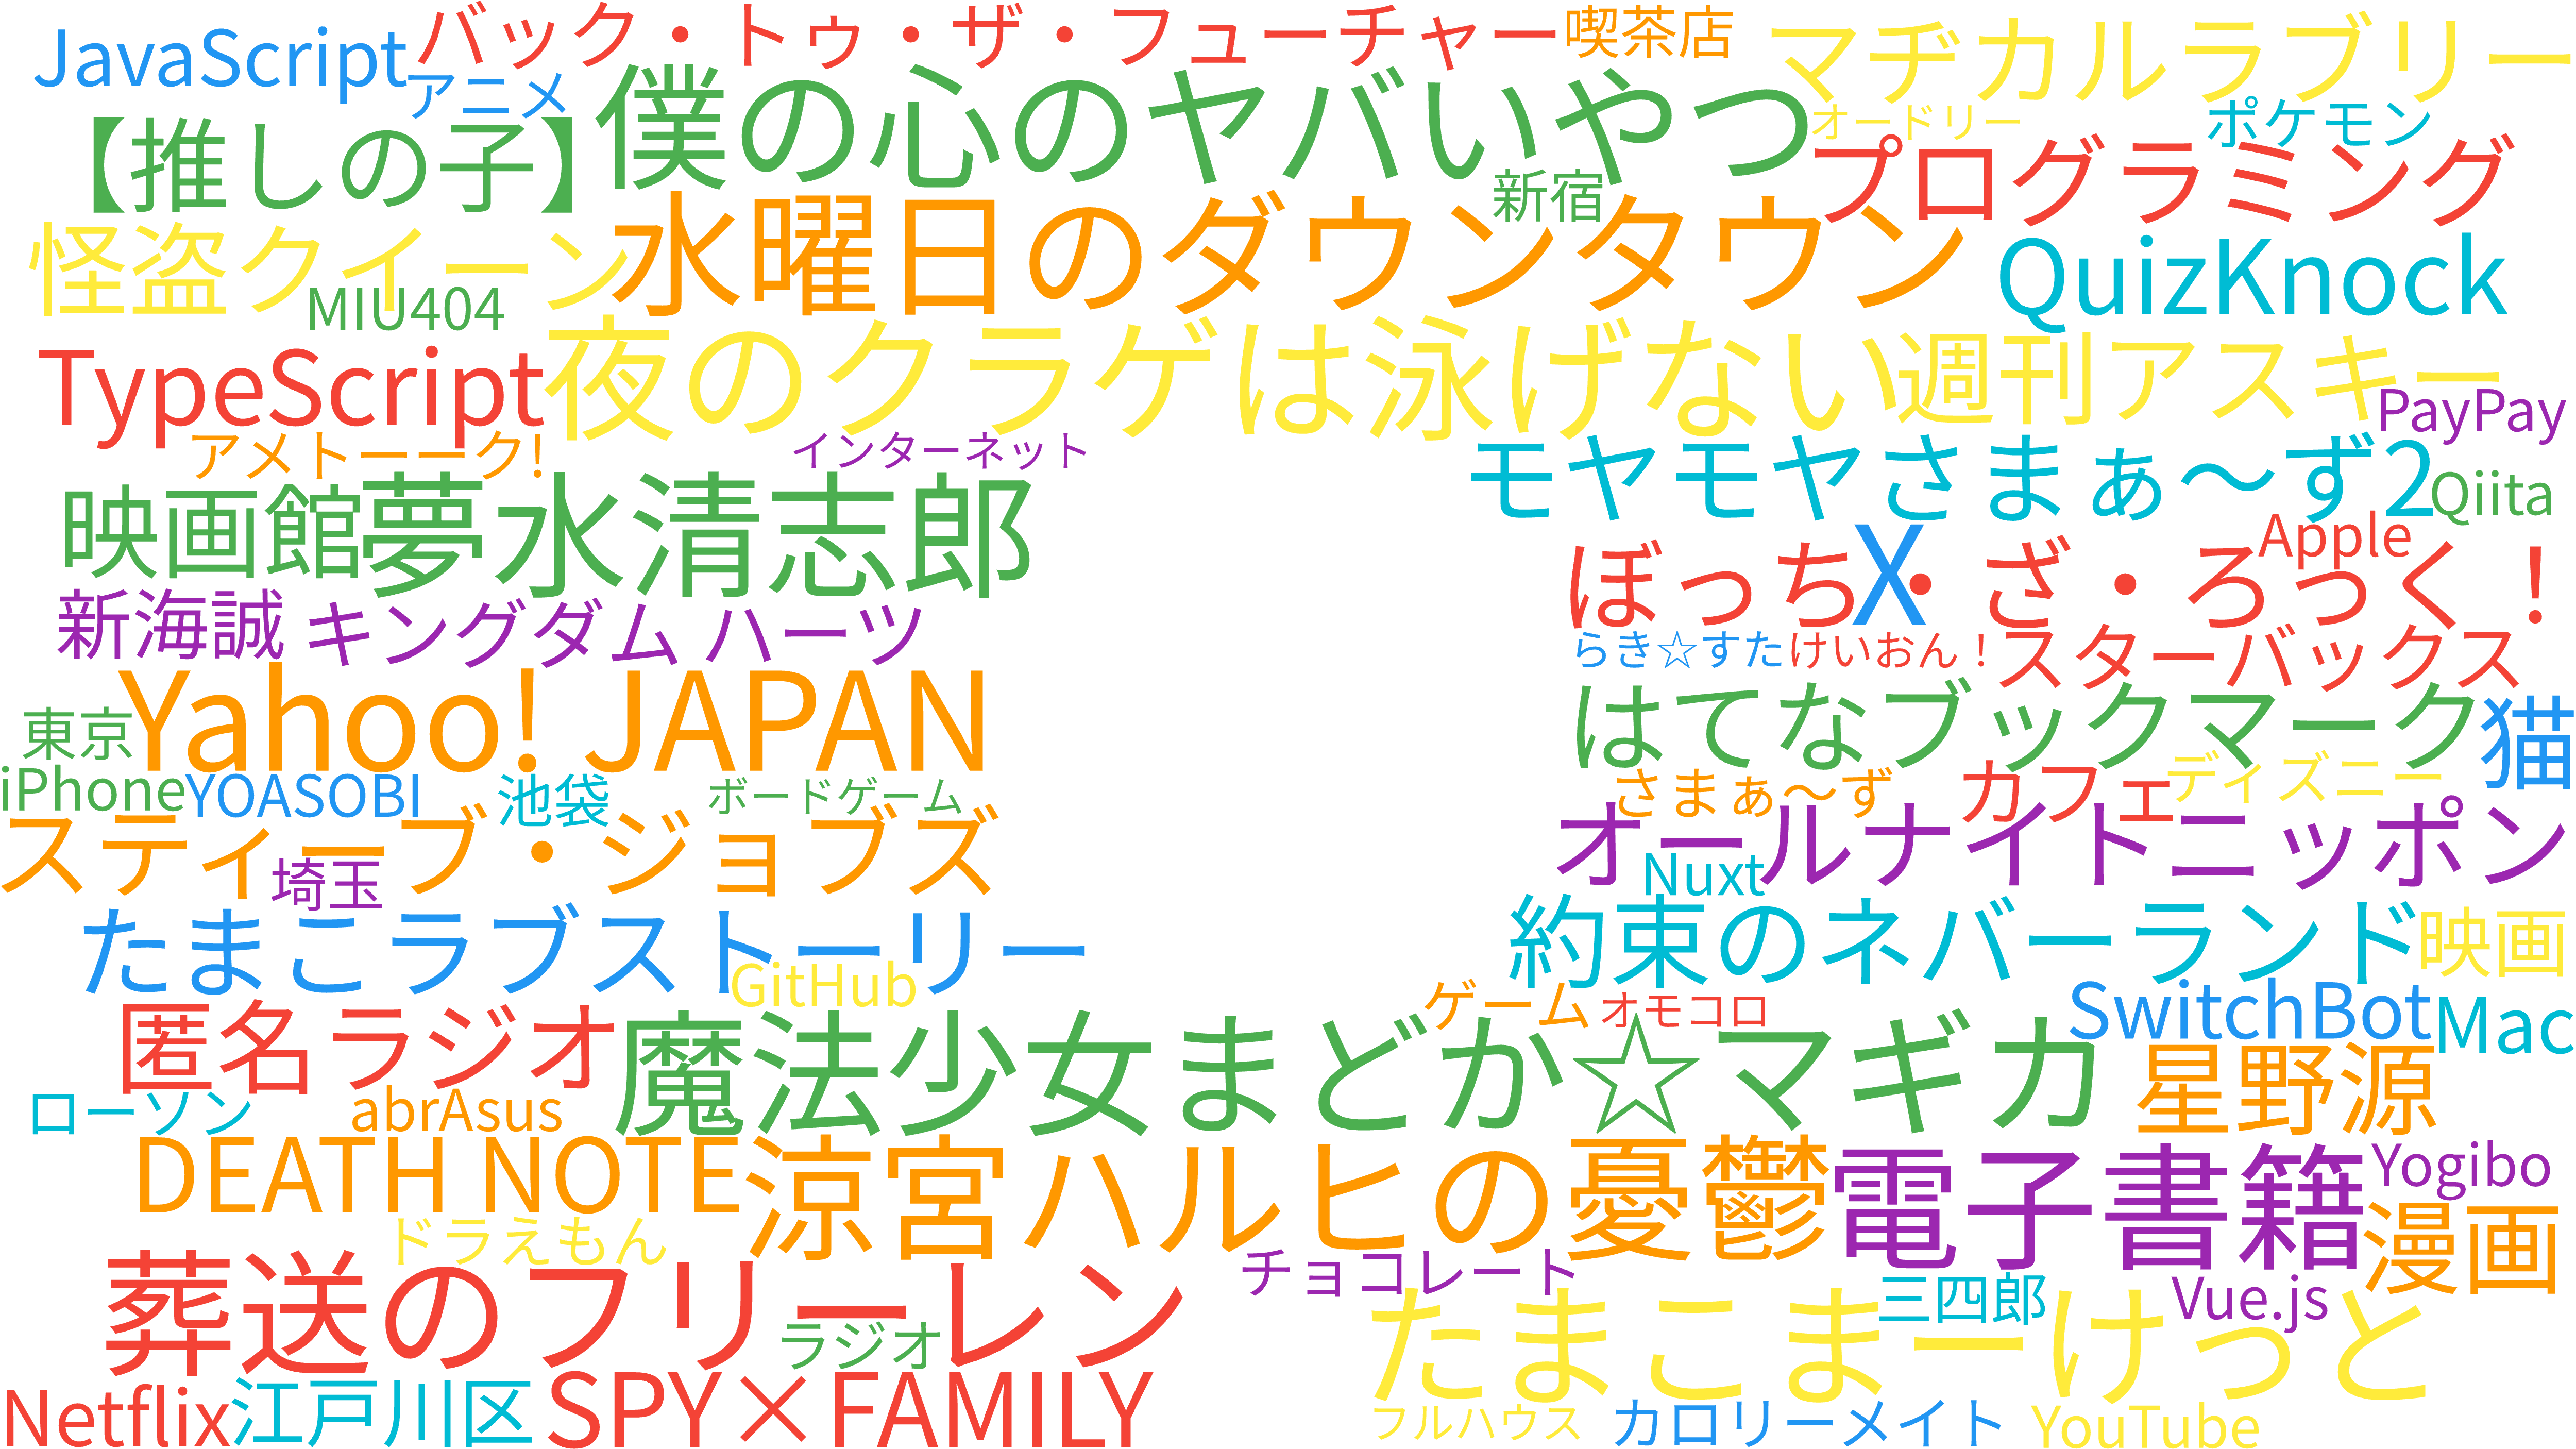 JavaScript
バック・トゥ・ザ・フューチャー
喫茶店
マヂカルラブリー
アニメ
僕の心のヤバいやつ
オードリー
ポケモン
【推しの子】
新宿
プログラミング
怪盗クイーン
水曜日のダウンタウン
QuizKnock
MIU404
TypeScript
夜のクラゲは泳げない
週刊アスキー
PayPay
アメトーーク!
インターネット
モヤモヤさまぁ〜ず2
Qiita
映画館
夢水清志郎
Apple
ぼっち・ざ・ろっく！
X
新海誠
キングダム ハーツ
らき☆すた
けいおん！
スターバックス
Yahoo! JAPAN
はてなブックマーク
猫
東京
iPhone
YOASOBI
池袋
ボードゲーム
さまぁ〜ず
カフェ
ディズニー
スティーブ・ジョブズ
オールナイトニッポン
埼玉
Nuxt
たまこラブストーリー
約束のネバーランド
映画
GitHub
ゲーム
オモコロ
SwitchBot
Mac
匿名ラジオ
魔法少女まどか☆マギカ
星野源
ローソン
abrAsus
DEATH NOTE
涼宮ハルヒの憂鬱
電子書籍
Yogibo
ドラえもん
漫画
葬送のフリーレン
チョコレート
三四郎
Vue.js
たまこまーけっと
ラジオ
Netflix
江戸川区
SPY×FAMILY
フルハウス
カロリーメイト
YouTube